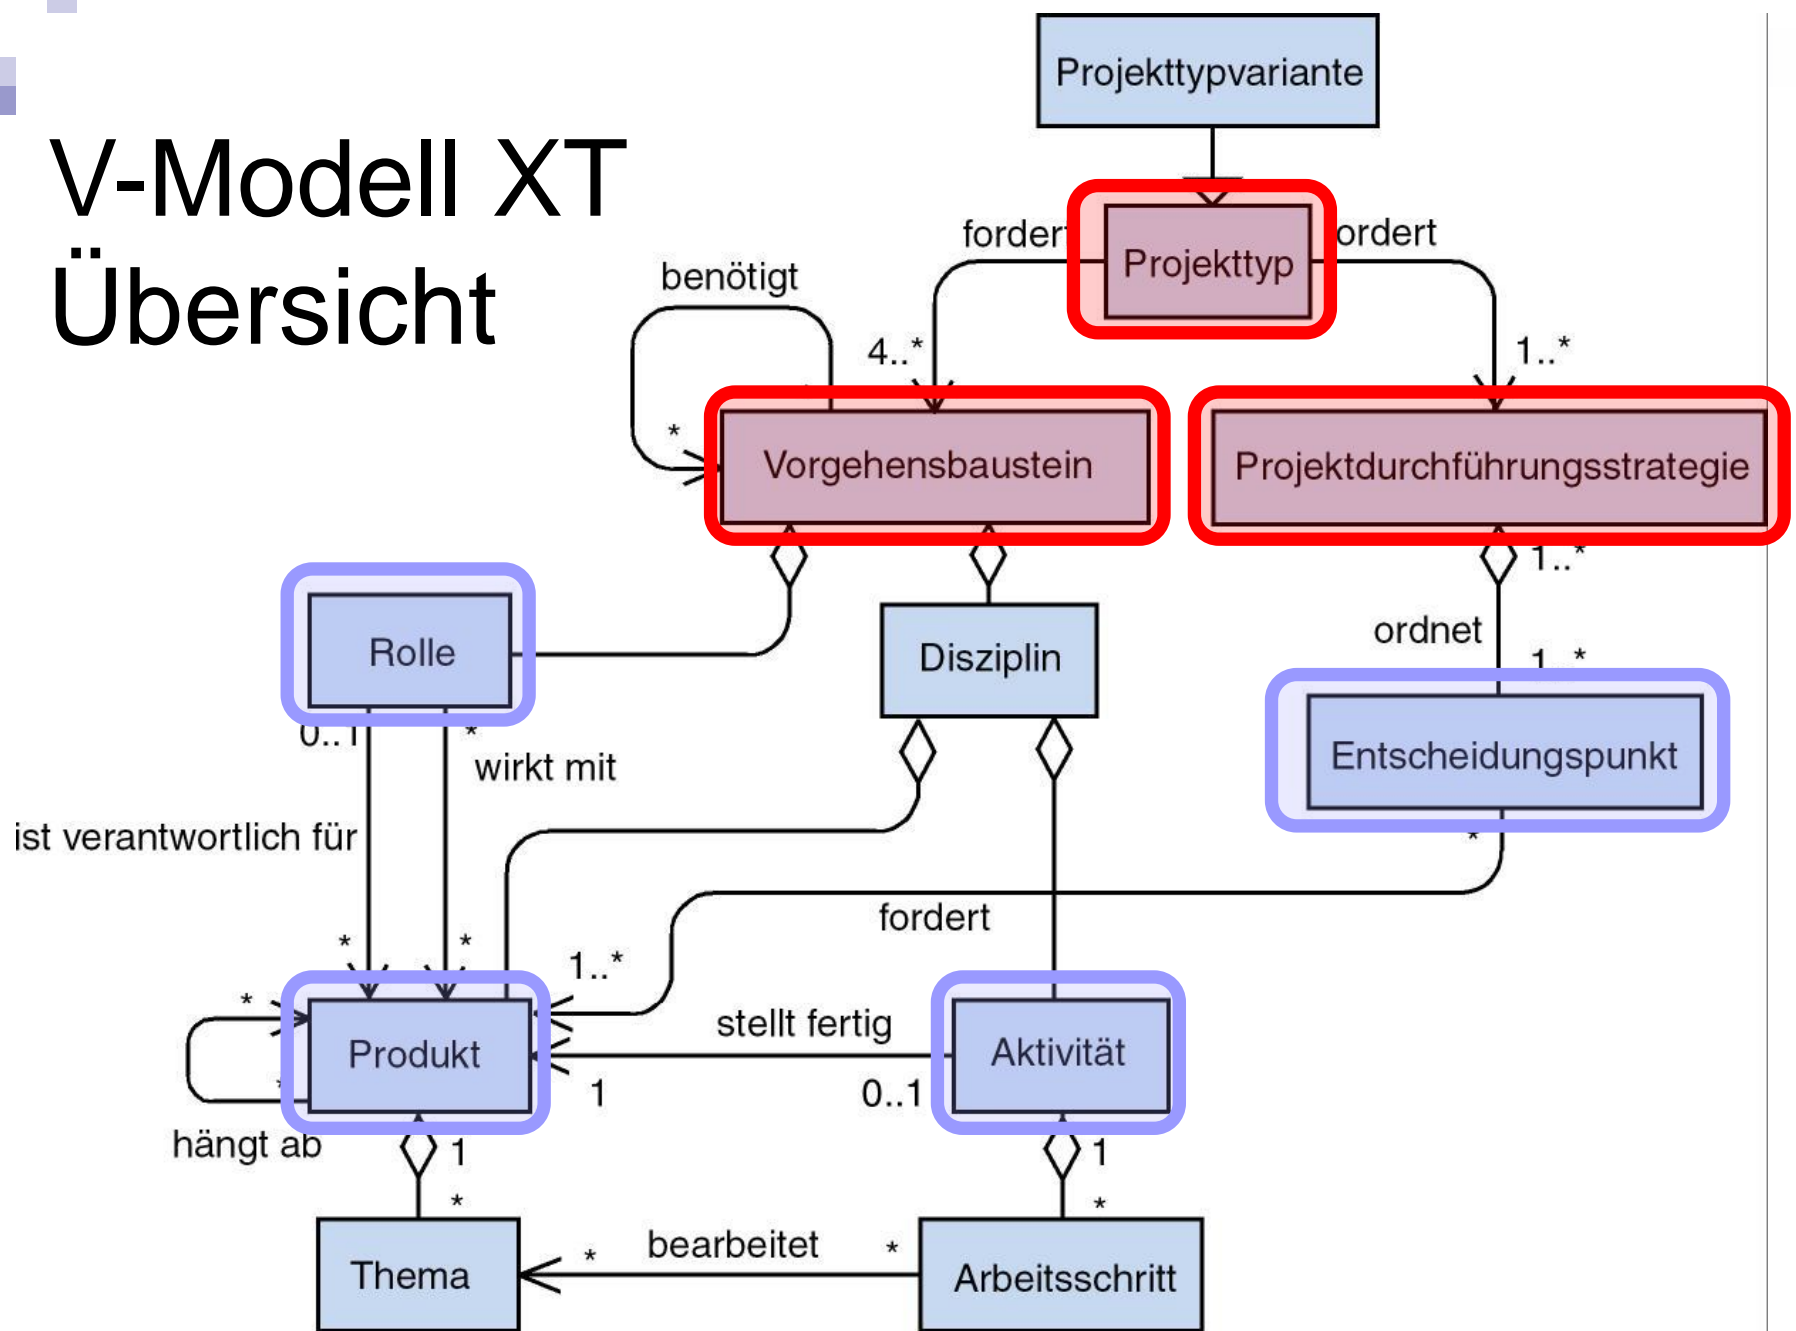 Projekttypvariante
V-Modell XT
Übersicht
fordert
Projekttyp
ordert
benötigt
4..*
1..*
*
Vorgehensbaustein
Projektdurchführungsstrategie
1..*
Rolle
Disziplin
ordnet
1..*
0..1
*
wirkt mit
Entscheidungspunkt
ist verantwortlich für
*
fordert
*
*
1..*
*
stellt fertig
Produkt
Aktivität
*
1
0..1
hängt ab
1
1
*
*
bearbeitet
*
*
Thema
Arbeitsschritt